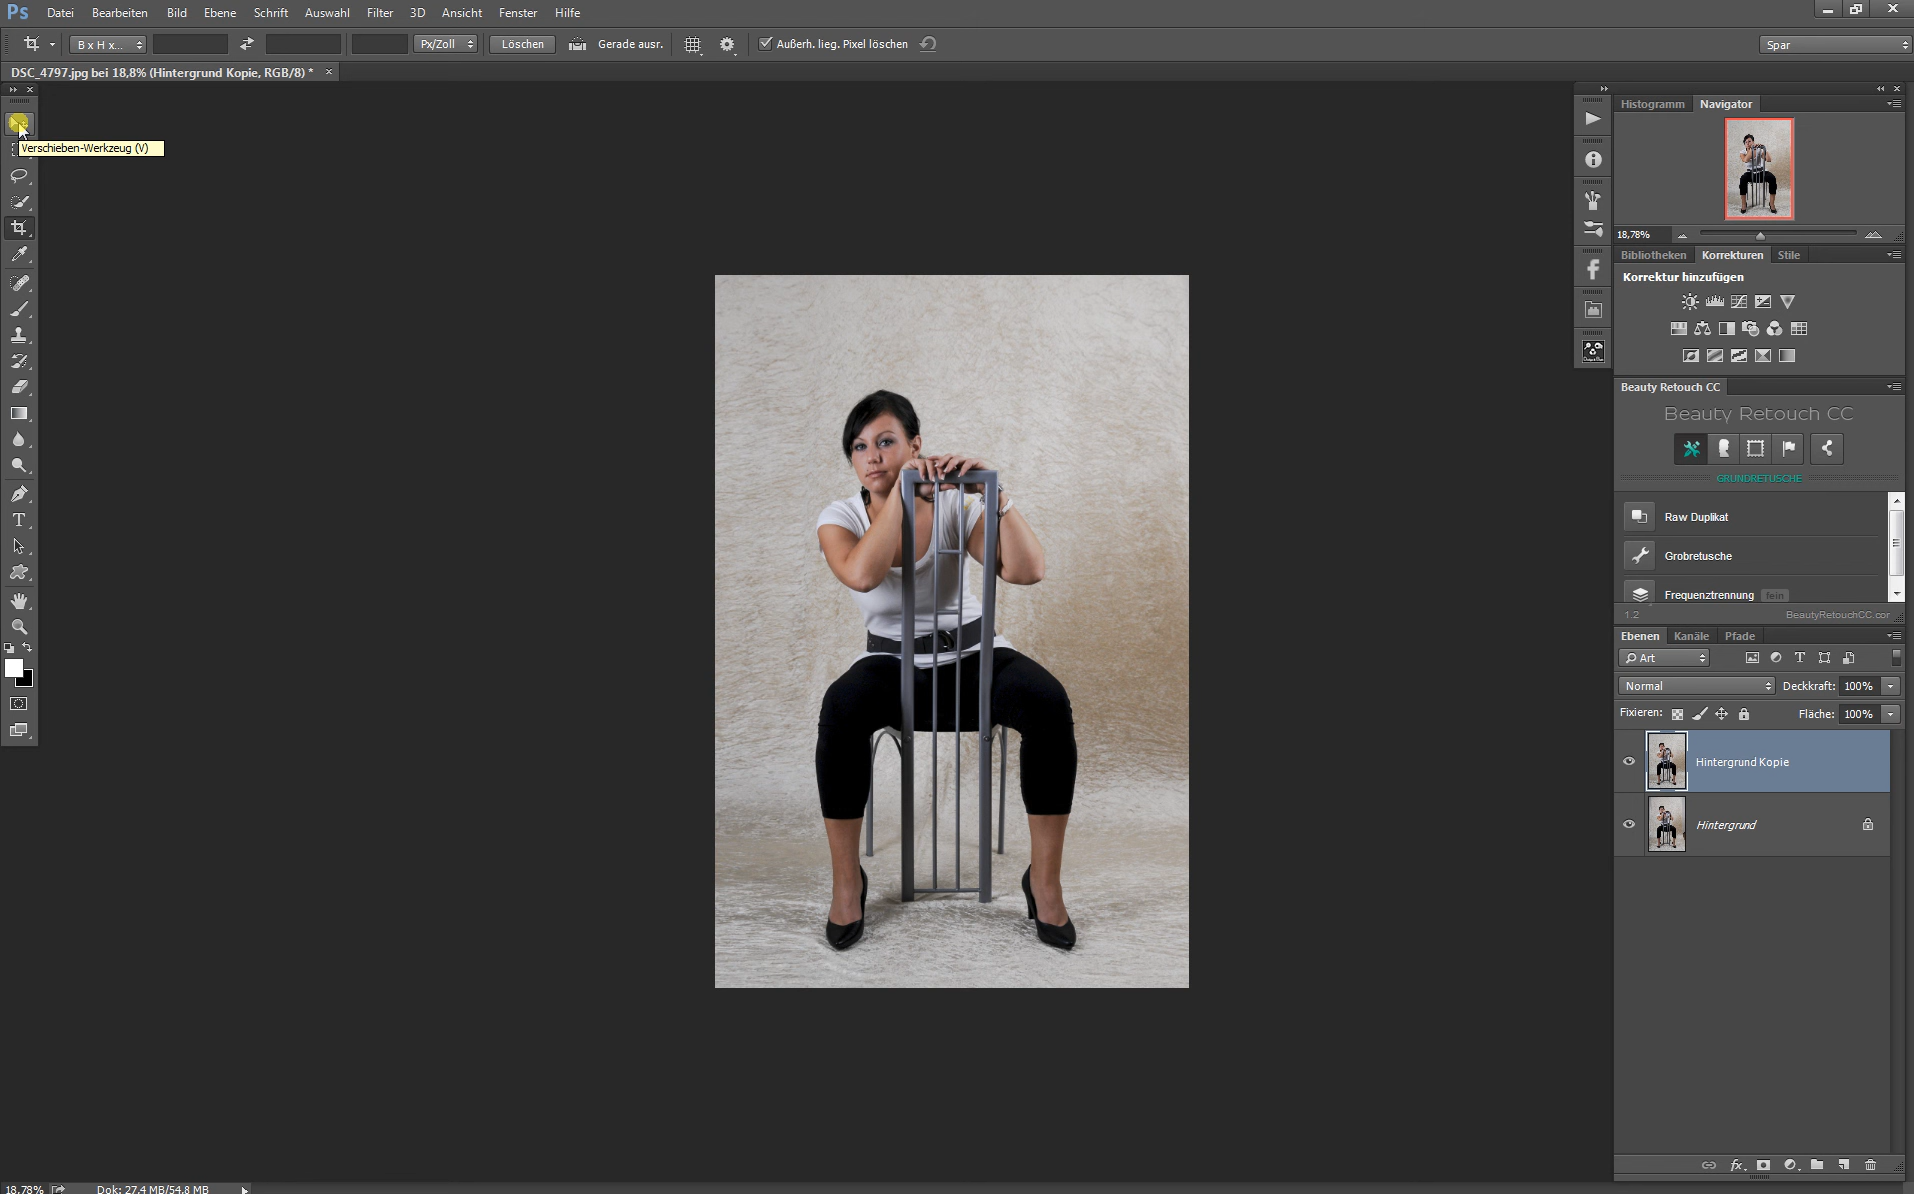 Ps Datei Bearbeiten Bild Ebene Schrift Auswahl Filter 3D Ansicht Fenster Hilfe
B x H x... Px/Zoll Löschen Gerade ausr. Außerh. lieg. Pixel löschen Spar
DSC_4797.jpg bei 18,8% (Hintergrund Kopie, RGB/8) * ×
Verschieben-Werkzeug (V)
Histogramm Navigator
18,78%
Bibliotheken Korrekturen Stile
Korrektur hinzufügen
Beauty Retouch CC
Beauty Retouch CC
GRUNDRETUSCHE
Raw Duplikat
Grobretusche
Frequenztrennung fein
1.2 BeautyRetouchCC.cor
Ebenen Kanäle Pfade
Art
Normal Deckkraft: 100%
Fixieren: Fläche: 100%
Hintergrund Kopie
Hintergrund
18,78% Dok: 27,4 MB/54,8 MB